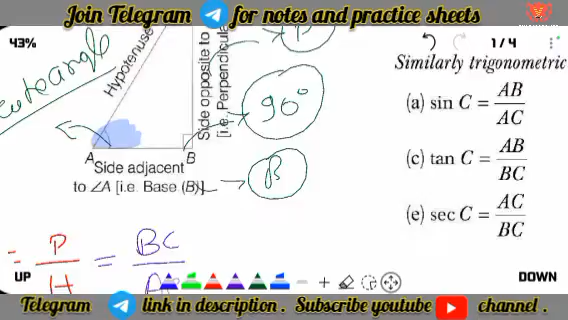 Join Telegram for notes and practice sheets
43%
1 / 4
Hypotenuse
Side opposite to
[i.e. Perpendicula
P
90°
A
B
Side adjacent
to ∠A [i.e. Base (B)]
B
= P/H = BC/A
Similarly trigonometric
(a) sin C = AB/AC
(c) tan C = AB/BC
(e) sec C = AC/BC
UP
DOWN
Telegram link in description . Subscribe youtube channel .